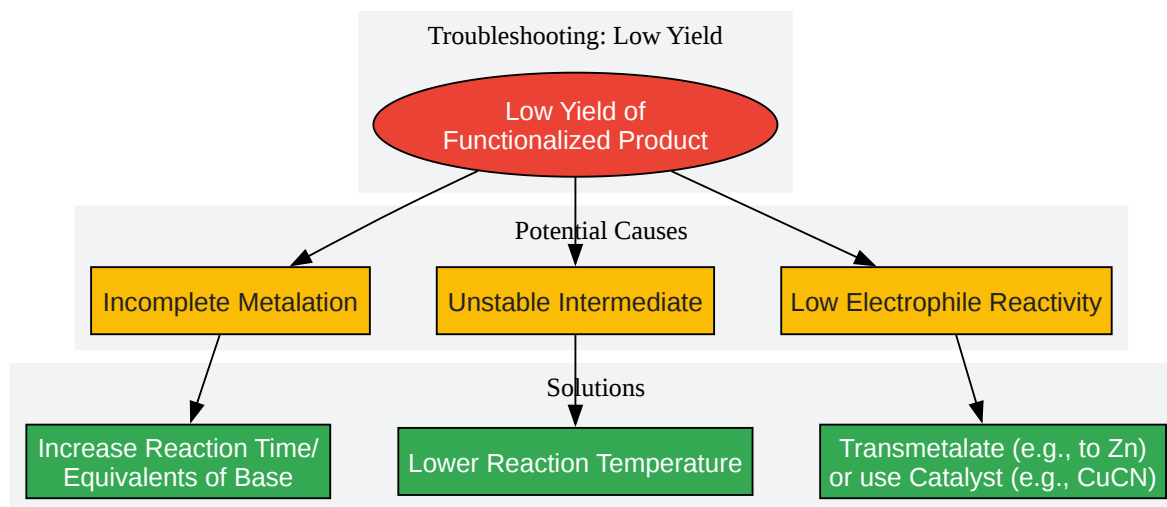 Troubleshooting: Low Yield
Low Yield of
Functionalized Product
Potential Causes
Incomplete Metalation
Unstable Intermediate
Low Electrophile Reactivity
Solutions
Increase Reaction Time/
Equivalents of Base
Lower Reaction Temperature
Transmetalate (e.g., to Zn)
or use Catalyst (e.g., CuCN)